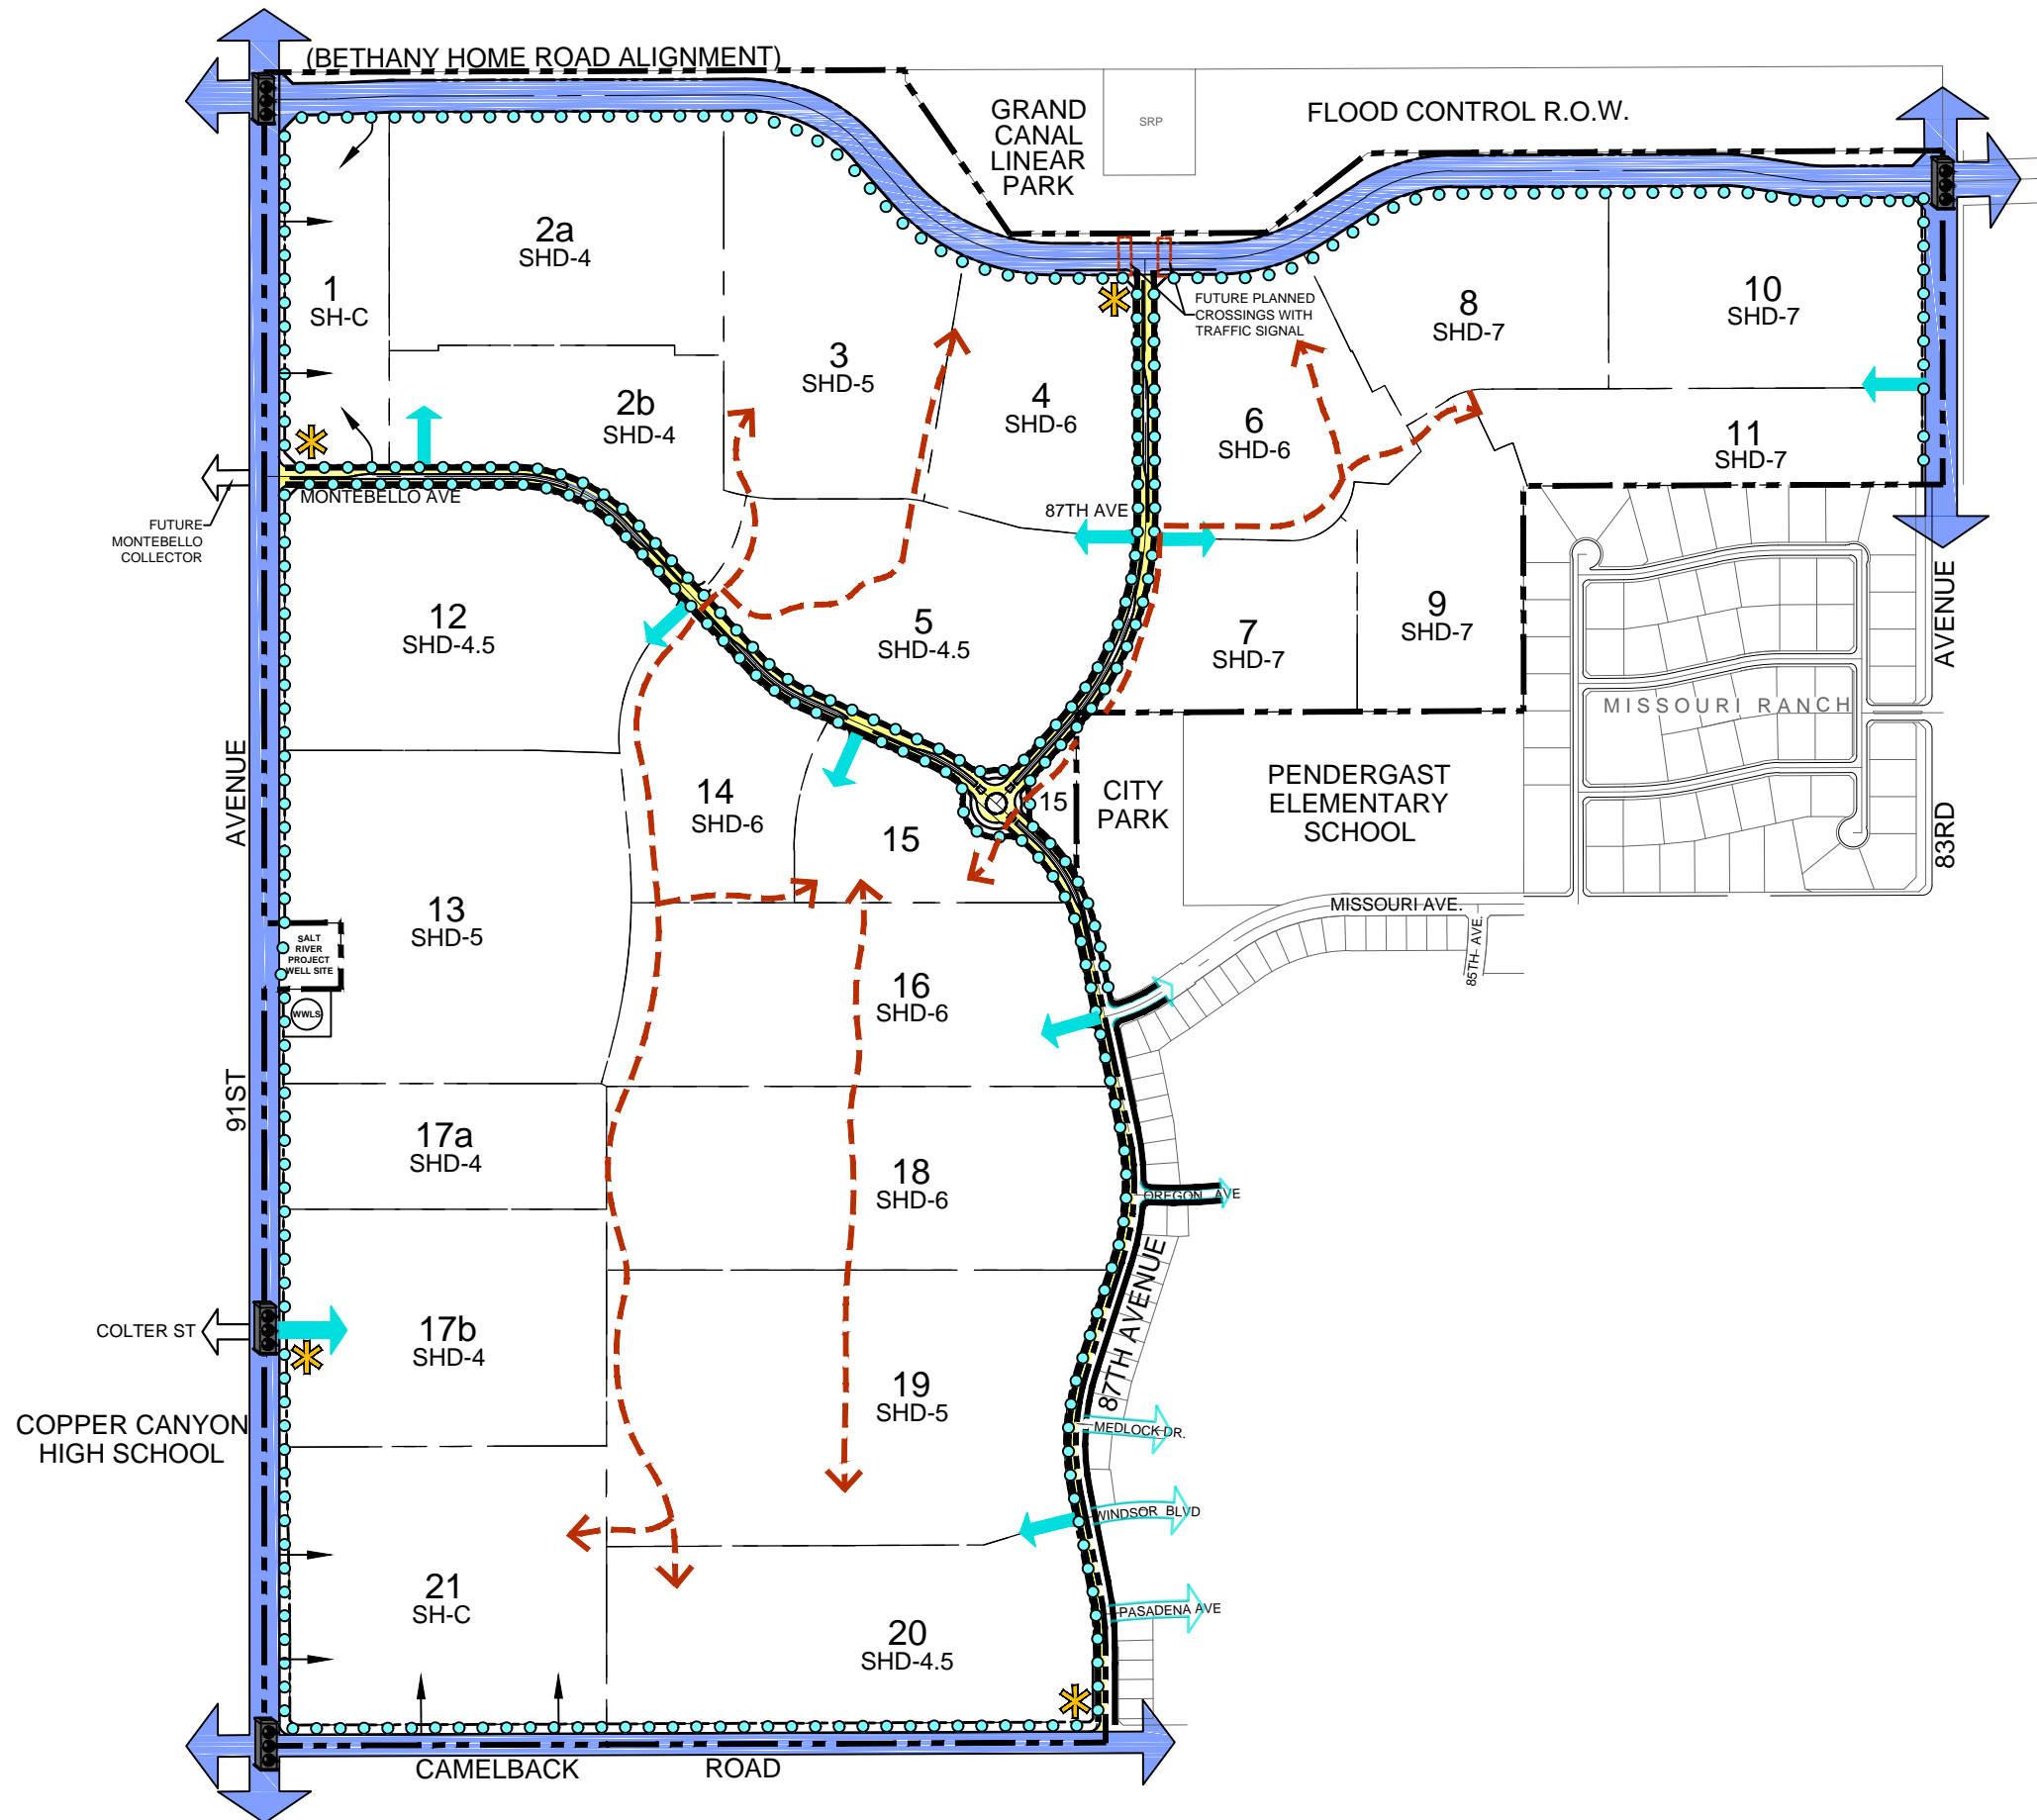 (BETHANY HOME ROAD ALIGNMENT)
GRAND
CANAL
LINEAR
PARK
SRP
FLOOD CONTROL R.O.W.
1
SH-C
2a
SHD-4
2b
SHD-4
3
SHD-5
4
SHD-6
FUTURE PLANNED
CROSSINGS WITH
TRAFFIC SIGNAL
6
SHD-6
8
SHD-7
10
SHD-7
11
SHD-7
MONTEBELLO AVE
FUTURE
MONTEBELLO
COLLECTOR
87TH AVE
12
SHD-4.5
5
SHD-4.5
7
SHD-7
9
SHD-7
AVENUE
83RD
MISSOURI RANCH
14
SHD-6
15
15
CITY
PARK
PENDERGAST
ELEMENTARY
SCHOOL
AVENUE
91ST
13
SHD-5
SALT
RIVER
PROJECT
WELL SITE
WWLS
MISSOURI AVE.
85TH AVE.
16
SHD-6
17a
SHD-4
18
SHD-6
OREGON AVE
87TH AVENUE
COLTER ST
17b
SHD-4
19
SHD-5
COPPER CANYON
HIGH SCHOOL
MEDLOCK DR.
WINDSOR BLVD
PASADENA AVE
21
SH-C
20
SHD-4.5
CAMELBACK ROAD